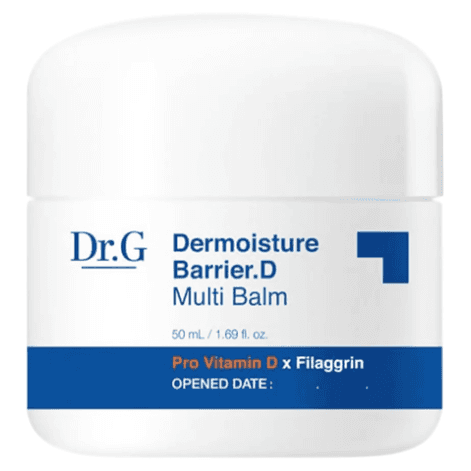 Dr.G
Dermoisture
Barrier.D
Multi Balm
50 mL / 1.69 fl. oz.
Pro Vitamin D x Filaggrin
OPENED DATE :     .     .